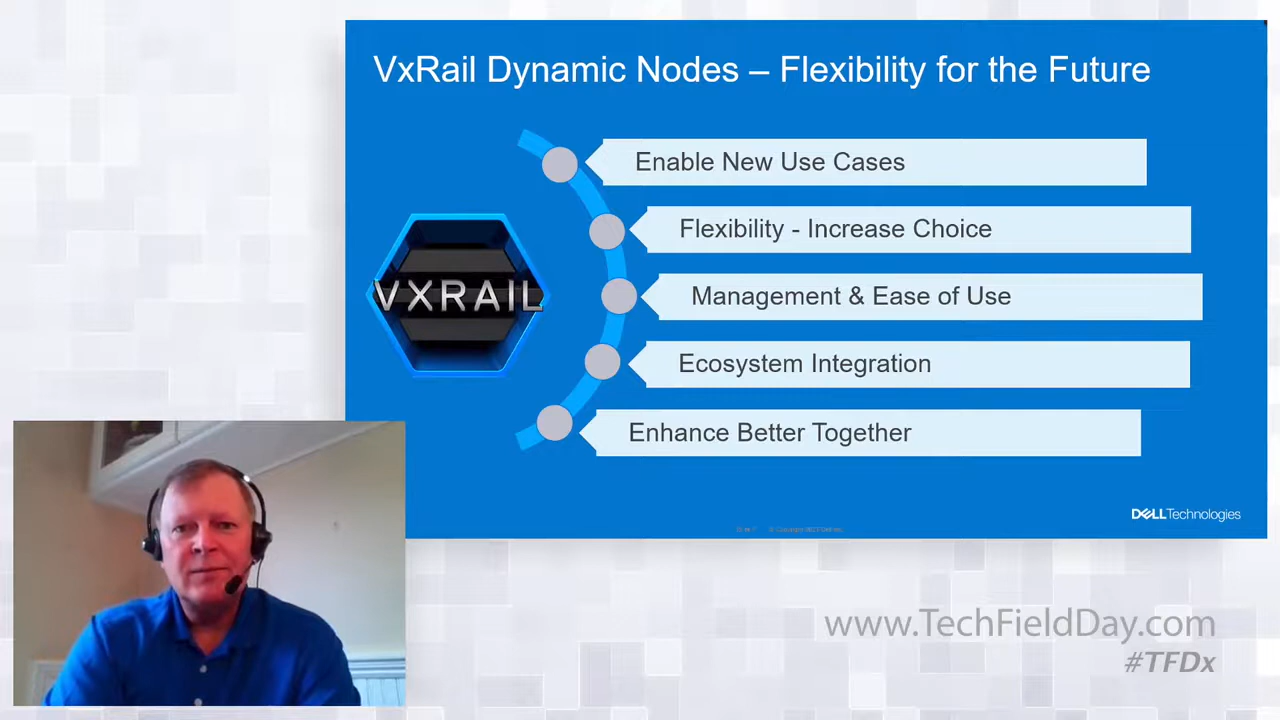 VxRail Dynamic Nodes – Flexibility for the Future
Enable New Use Cases
Flexibility - Increase Choice
VXRAIL
Management & Ease of Use
Ecosystem Integration
Enhance Better Together
DELLTechnologies
www.TechFieldDay.com
#TFDx